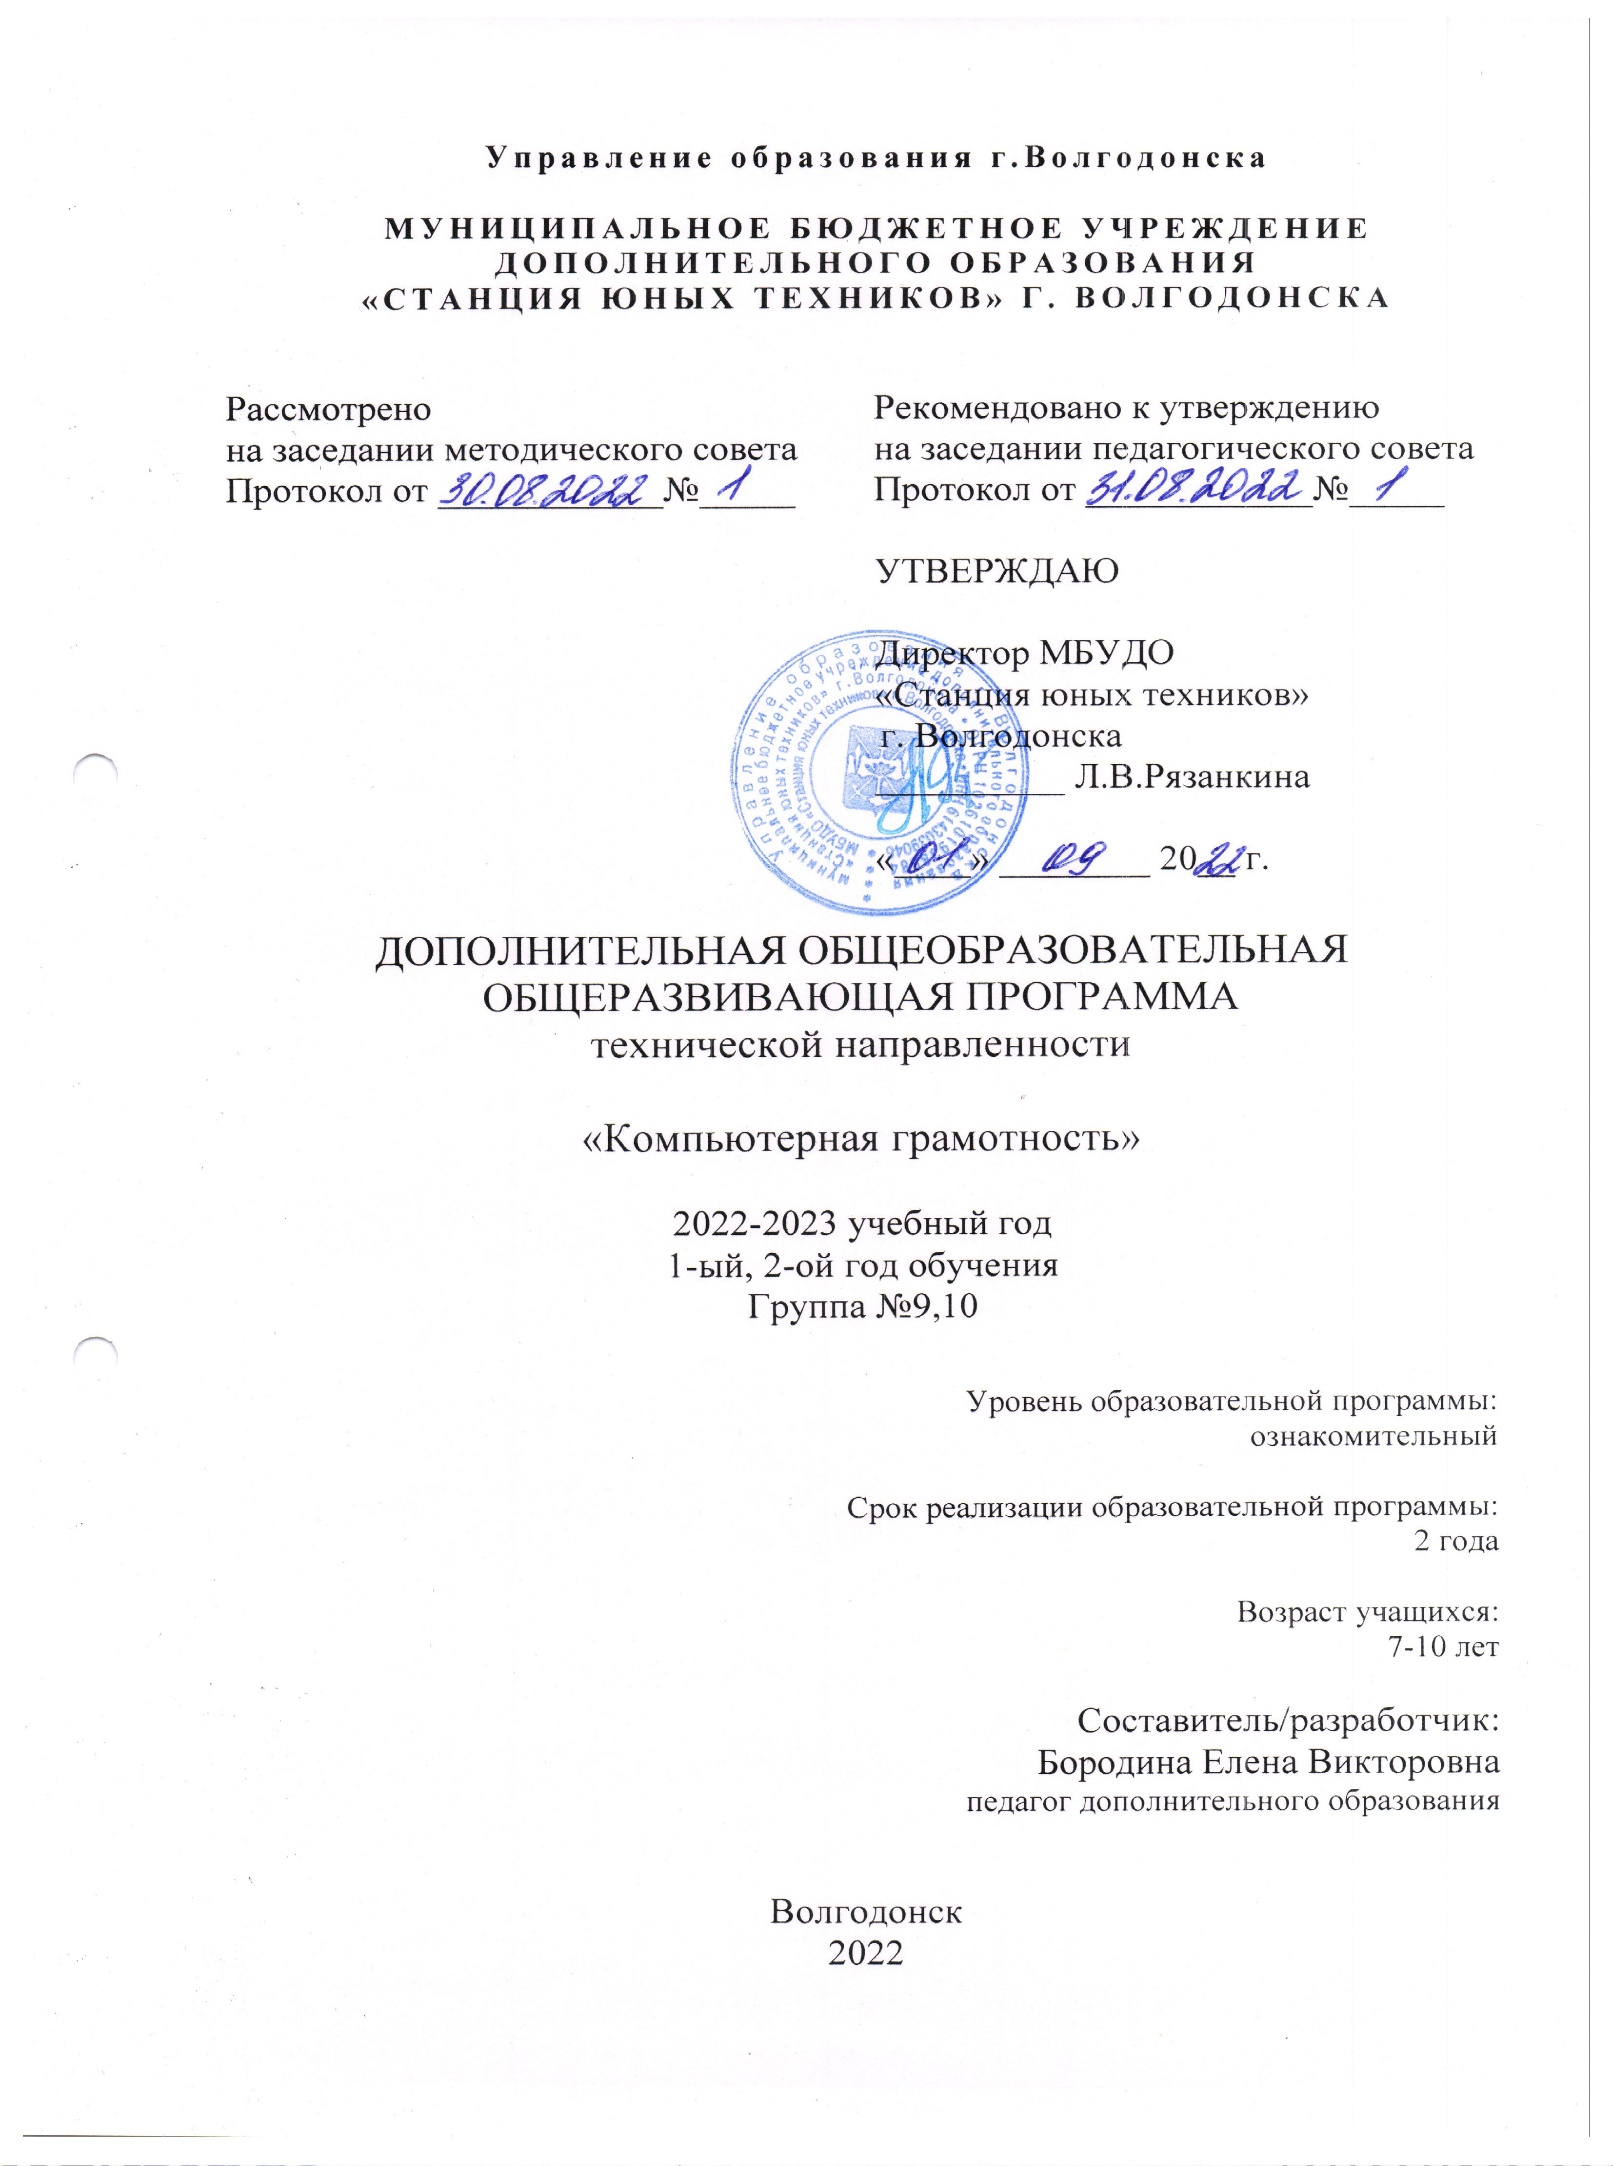 Управление образования г.Волгодонска
МУНИЦИПАЛЬНОЕ БЮДЖЕТНОЕ УЧРЕЖДЕНИЕ
ДОПОЛНИТЕЛЬНОГО ОБРАЗОВАНИЯ
«СТАНЦИЯ ЮНЫХ ТЕХНИКОВ» Г. ВОЛГОДОНСКА
Рассмотрено
на заседании методического совета
Протокол от 30.08.2022 № 1
Рекомендовано к утверждению
на заседании педагогического совета
Протокол от 31.08.2022 № 1
УТВЕРЖДАЮ
Директор МБУДО
«Станция юных техников»
г. Волгодонска
Л.В.Рязанкина
«01» 09 2022 г.
ДОПОЛНИТЕЛЬНАЯ ОБЩЕОБРАЗОВАТЕЛЬНАЯ
ОБЩЕРАЗВИВАЮЩАЯ ПРОГРАММА
технической направленности
«Компьютерная грамотность»
2022-2023 учебный год
1-ый, 2-ой год обучения
Группа №9,10
Уровень образовательной программы:
ознакомительный
Срок реализации образовательной программы:
2 года
Возраст учащихся:
7-10 лет
Составитель/разработчик:
Бородина Елена Викторовна
педагог дополнительного образования
Волгодонск
2022